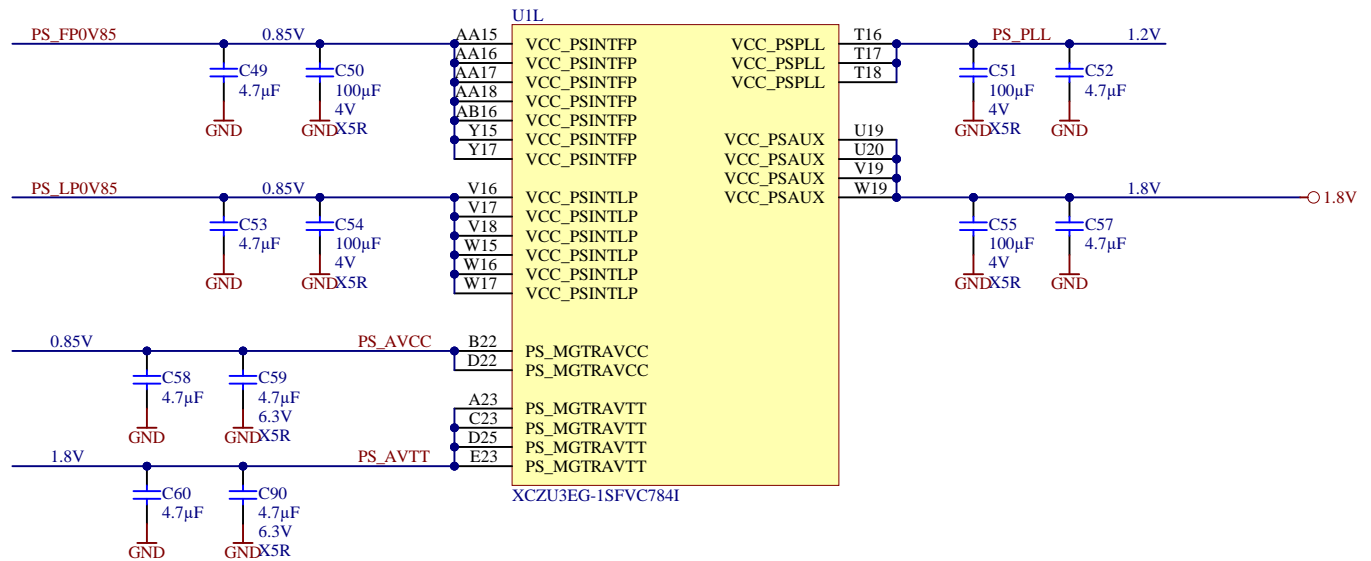 U1L
PS_FP0V85 0.85V AA15 VCC_PSINTFP VCC_PSPLL T16 PS_PLL 1.2V
AA16 VCC_PSINTFP VCC_PSPLL T17
C49 C50 AA17 VCC_PSINTFP VCC_PSPLL T18 C51 C52
4.7µF 100µF AA18 VCC_PSINTFP 100µF 4.7µF
4V AB16 VCC_PSINTFP 4V
GND GND X5R Y15 VCC_PSINTFP VCC_PSAUX U19 GND X5R GND
Y17 VCC_PSINTFP VCC_PSAUX U20
VCC_PSAUX V19
PS_LP0V85 0.85V V16 VCC_PSINTLP VCC_PSAUX W19 1.8V 1.8V
V17 VCC_PSINTLP
C53 C54 V18 VCC_PSINTLP C55 C57
4.7µF 100µF W15 VCC_PSINTLP 100µF 4.7µF
4V W16 VCC_PSINTLP 4V
GND GND X5R W17 VCC_PSINTLP GND X5R GND
0.85V PS_AVCC B22 PS_MGTRAVCC
D22 PS_MGTRAVCC
C58 C59
4.7µF 4.7µF A23 PS_MGTRAVTT
6.3V C23 PS_MGTRAVTT
GND GND X5R D25 PS_MGTRAVTT
1.8V PS_AVTT E23 PS_MGTRAVTT
C60 C90 XCZU3EG-1SFVC784I
4.7µF 4.7µF
6.3V
GND GND X5R